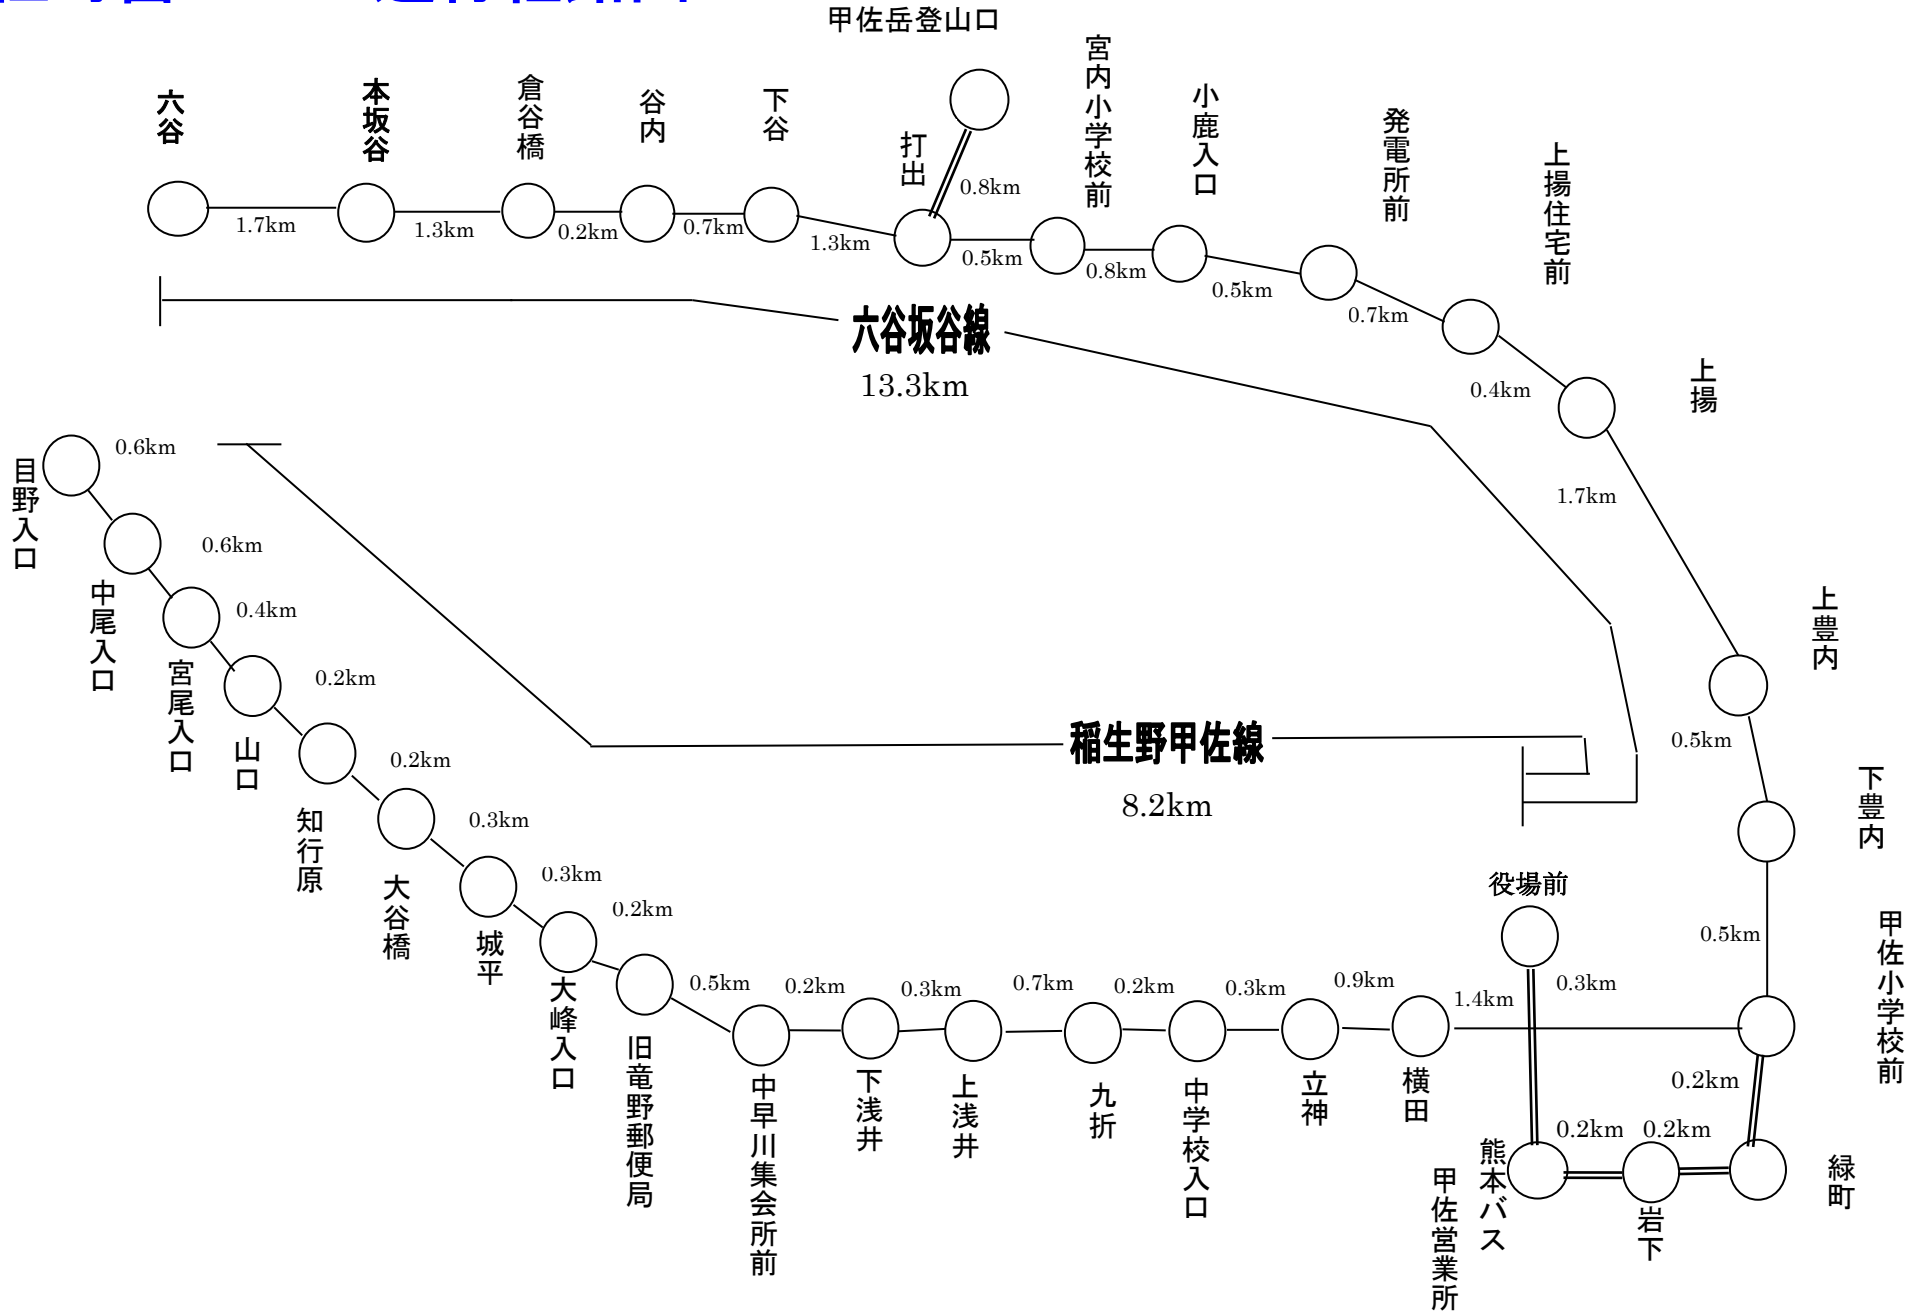 甲佐岳登山口
六谷
本坂谷
倉谷橋
谷内
下谷
打出
宮内小学校前
小鹿入口
発電所前
上揚住宅前
上揚
上豊内
下豊内
甲佐小学校前
緑町
岩下
熊本バス
甲佐営業所
役場前
1.7km
1.3km
0.2km
0.7km
1.3km
0.8km
0.5km
0.8km
0.5km
0.7km
0.4km
1.7km
0.5km
0.5km
0.2km
0.2km
0.2km
0.3km
六谷坂谷線
13.3km
稲生野甲佐線
8.2km
目野入口
中尾入口
宮尾入口
山口
知行原
大谷橋
城平
大峰入口
旧竜野郵便局
中早川集会所前
下浅井
上浅井
九折
中学校入口
立神
横田
0.6km
0.6km
0.4km
0.2km
0.2km
0.3km
0.3km
0.2km
0.5km
0.2km
0.3km
0.7km
0.2km
0.3km
0.9km
1.4km